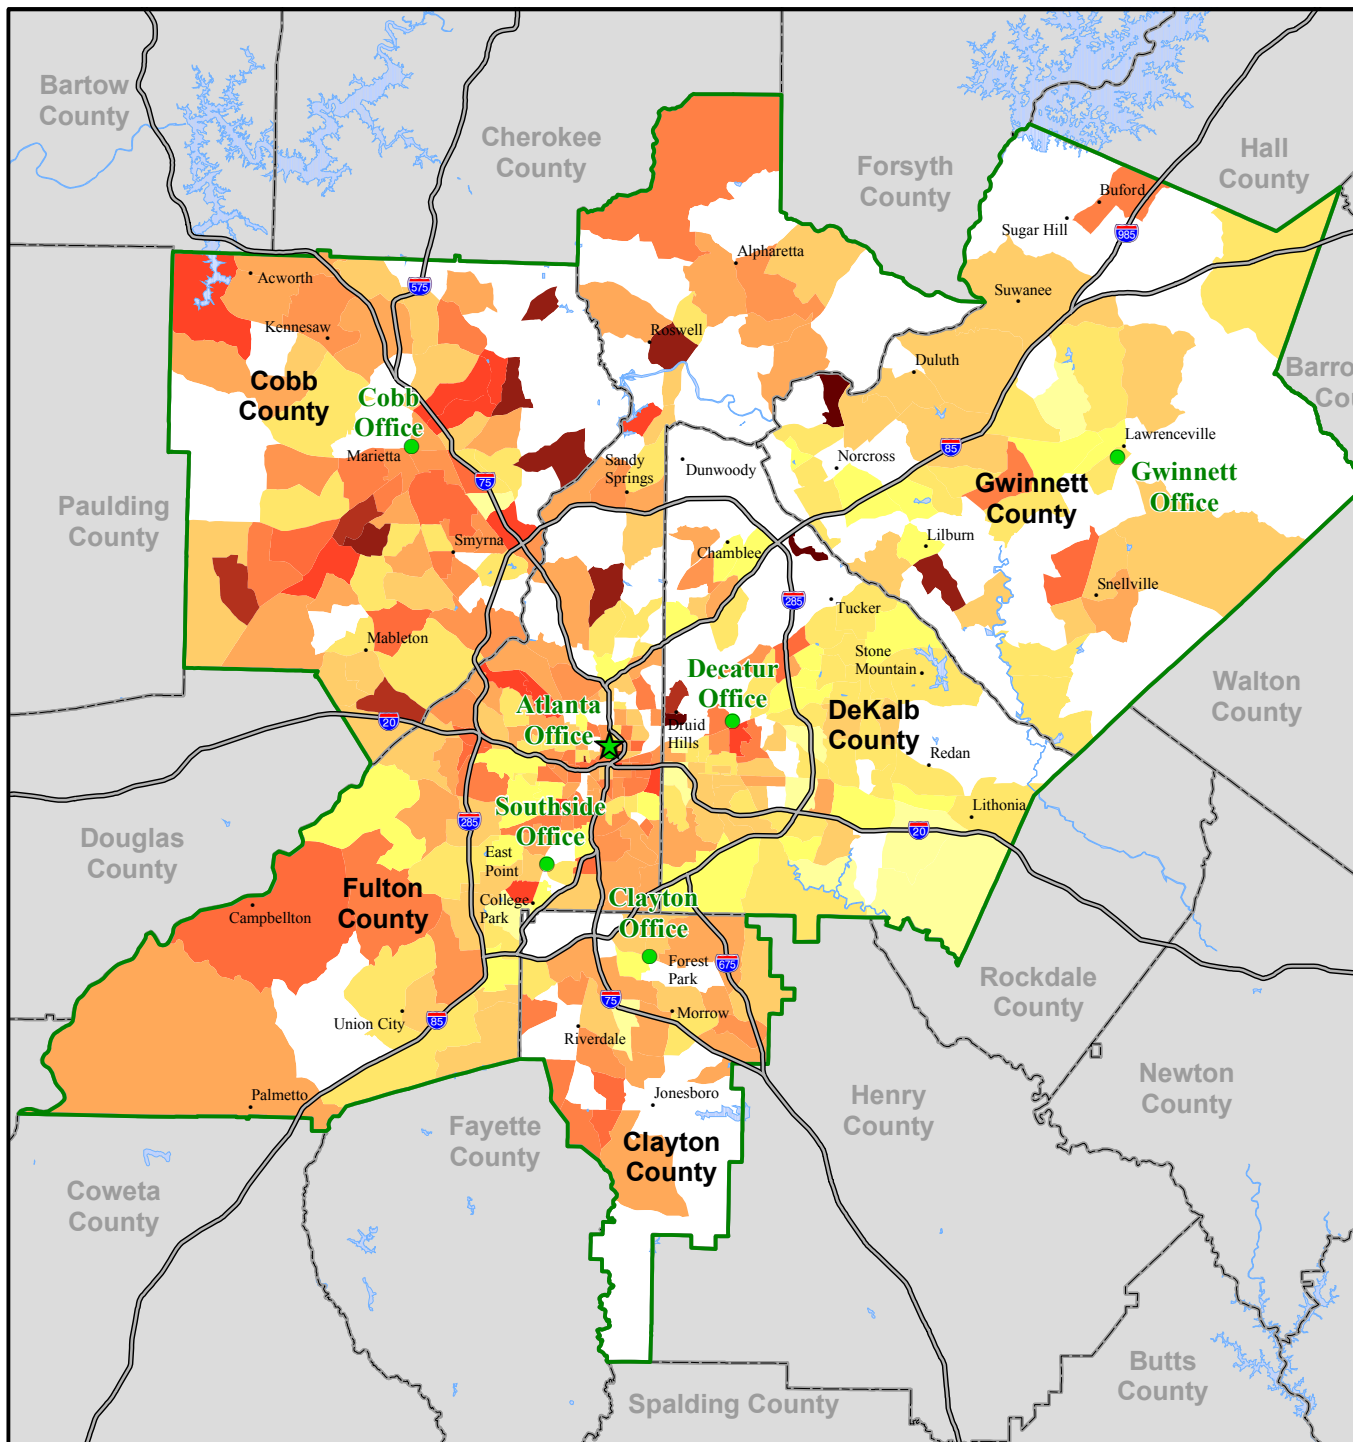 Bartow
County
Cherokee
County
Forsyth
County
Hall
County
Buford
Sugar Hill
985
Alpharetta
Acworth
575
Suwanee
Kennesaw
Roswell
Duluth
Barro
Cou
Cobb
County
Cobb
Office
Marietta
Lawrenceville
85
Norcross
Dunwoody
Sandy
Springs
75
Gwinnett
County
Gwinnett
Office
Paulding
County
Smyrna
Chamblee
Lilburn
Snellville
285
Tucker
Mableton
Stone
Mountain
Decatur
Office
Walton
County
Atlanta
Office
20
Druid
Hills
DeKalb
County
Redan
Lithonia
Southside
Office
285
20
Douglas
County
East
Point
Fulton
County
College
Park
Campbellton
Clayton
Office
Forest
Park
675
Rockdale
County
75
Morrow
Union City
85
Riverdale
Palmetto
Jonesboro
Newton
County
Henry
County
Fayette
County
Clayton
County
Coweta
County
Butts
County
Spalding County